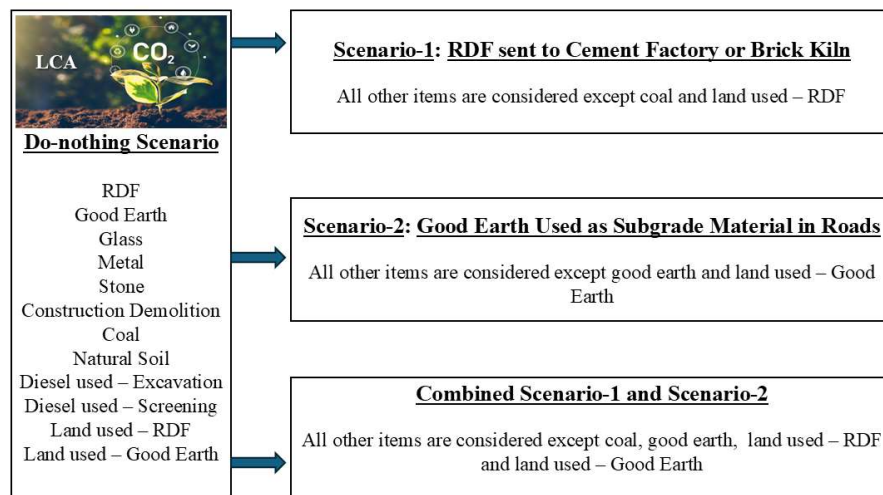 LCA
CO2
Do-nothing Scenario
RDF
Good Earth
Glass
Metal
Stone
Construction Demolition
Coal
Natural Soil
Diesel used – Excavation
Diesel used – Screening
Land used – RDF
Land used – Good Earth
Scenario-1: RDF sent to Cement Factory or Brick Kiln
All other items are considered except coal and land used – RDF
Scenario-2: Good Earth Used as Subgrade Material in Roads
All other items are considered except good earth and land used – Good
Earth
Combined Scenario-1 and Scenario-2
All other items are considered except coal, good earth, land used – RDF
and land used – Good Earth